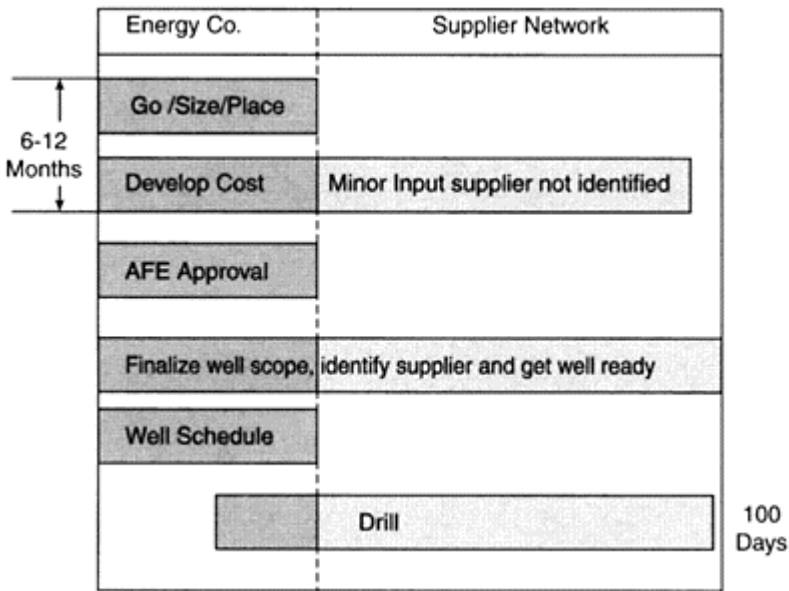 Energy Co.
Supplier Network
Go /Size/Place
6-12
Months
Develop Cost
Minor Input supplier not identified
AFE Approval
Finalize well scope, identify supplier and get well ready
Well Schedule
Drill
100
Days